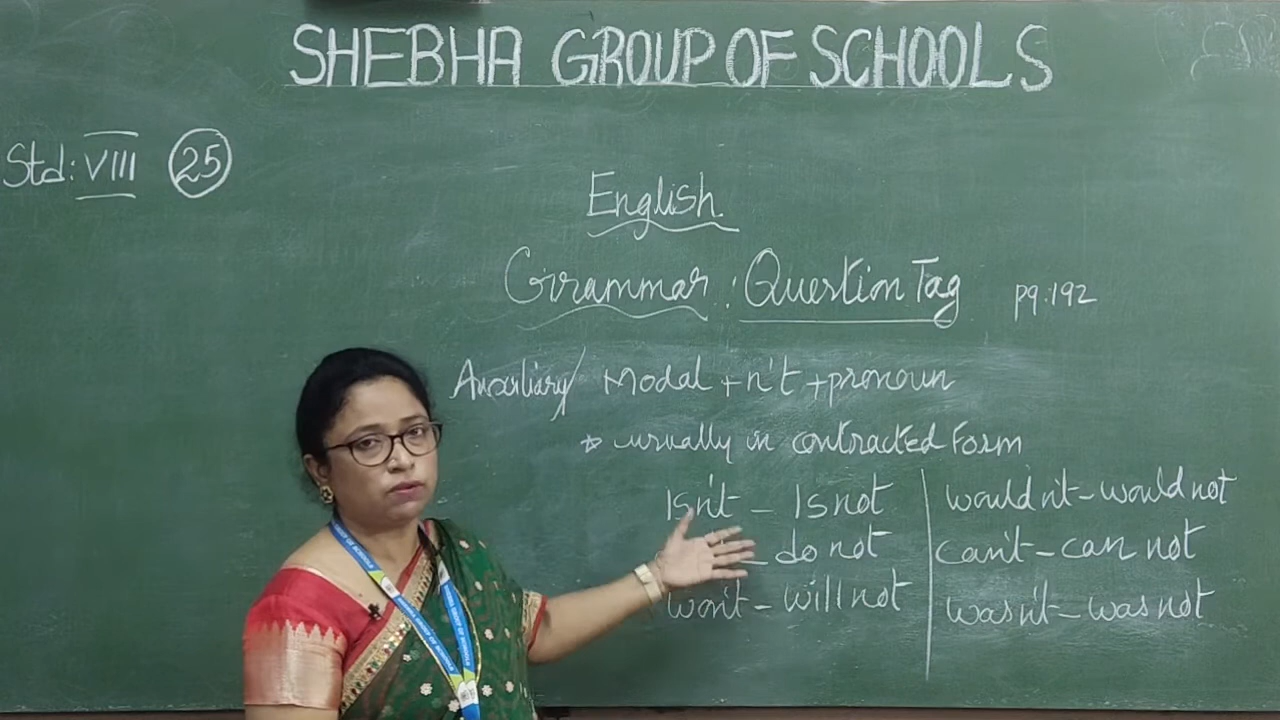 SHEBHA GROUP OF SCHOOLS
Std: VIII 25
English
Grammar: Question Tag pg:192
Auxiliary/ Modal + n't + pronoun
* usually in contracted Form
Isn't - Is not
- do not
won't - will not
would n't - would not
can't - can not
wasn't - was not